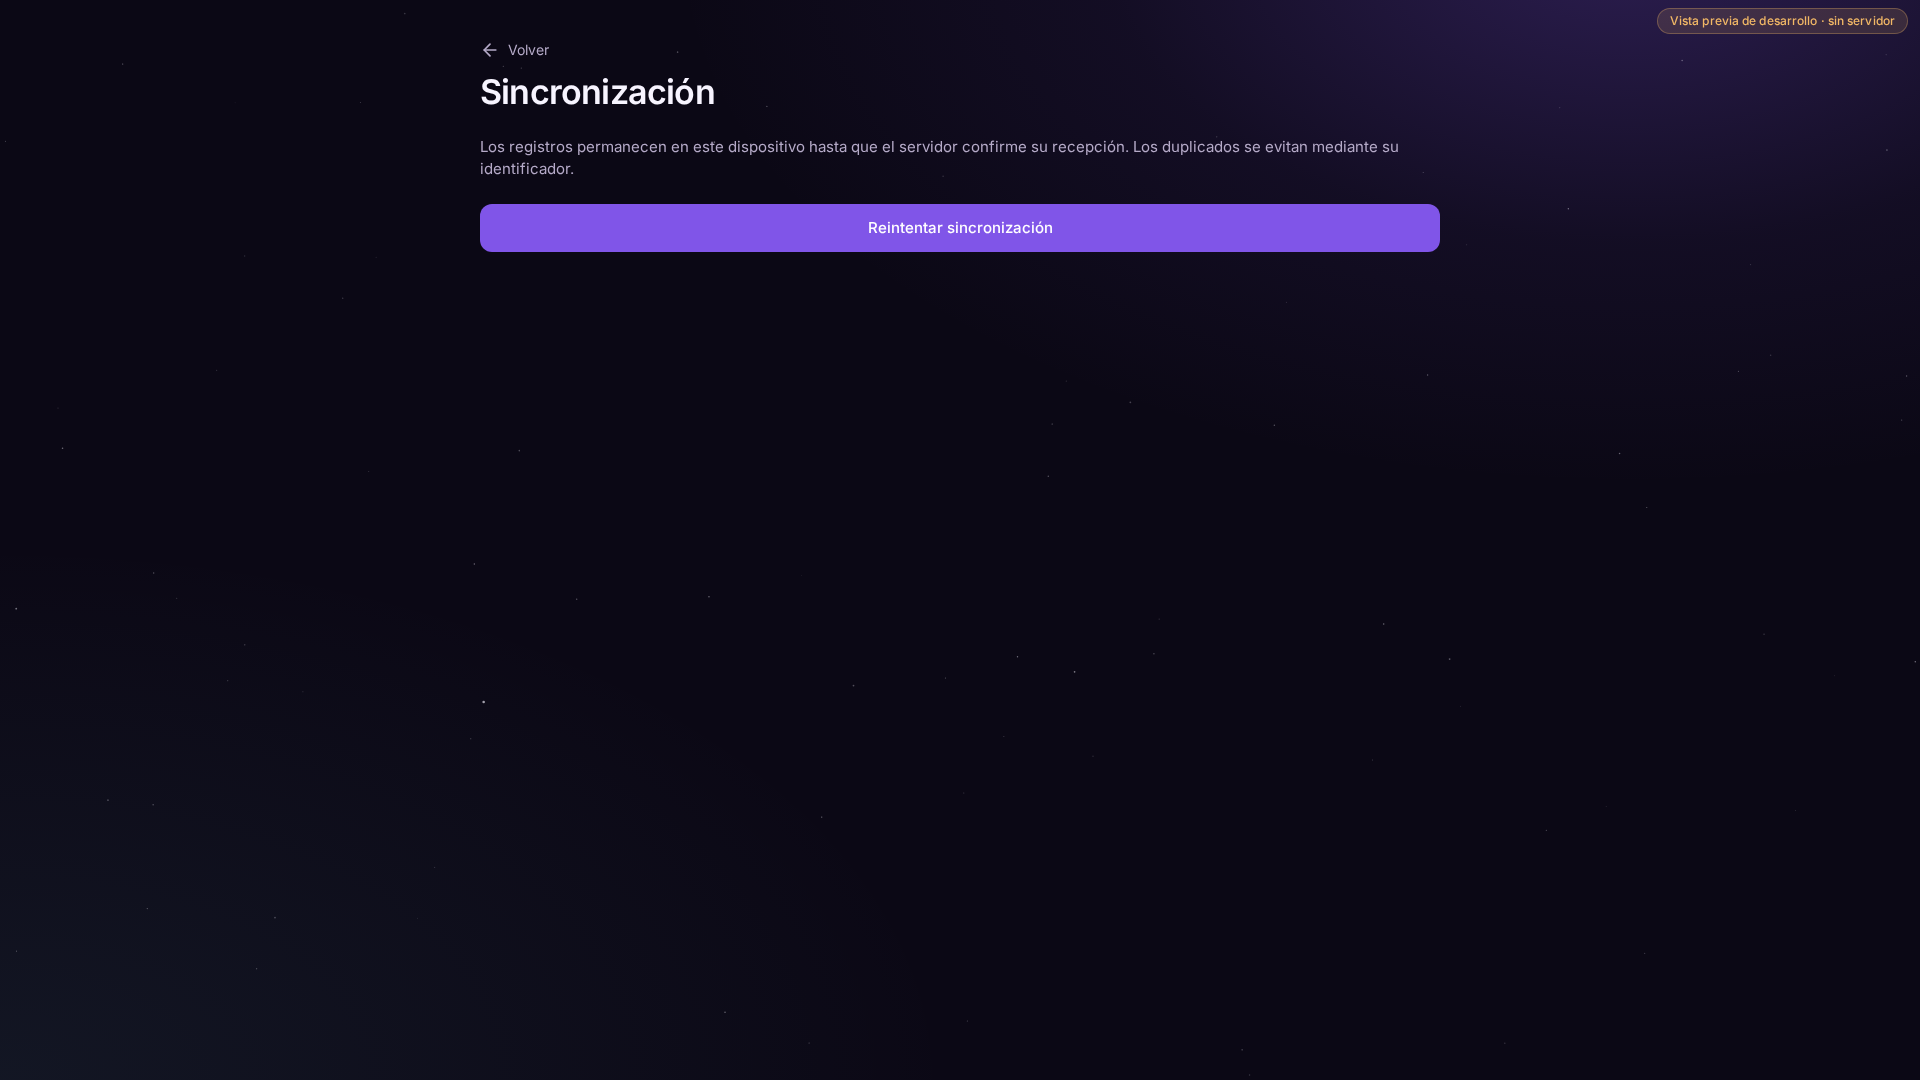 Vista previa de desarrollo · sin servidor
Volver
Sincronización
Los registros permanecen en este dispositivo hasta que el servidor confirme su recepción. Los duplicados se evitan mediante su
identificador.
Reintentar sincronización